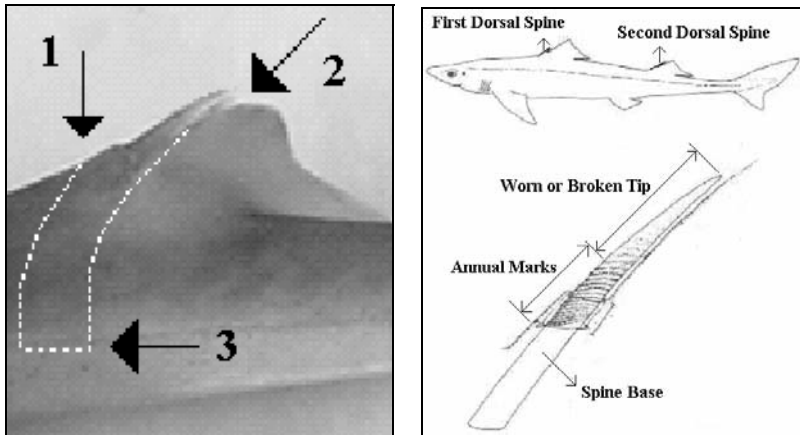 1
2
3
First Dorsal Spine
Second Dorsal Spine
Worn or Broken Tip
Annual Marks
Spine Base